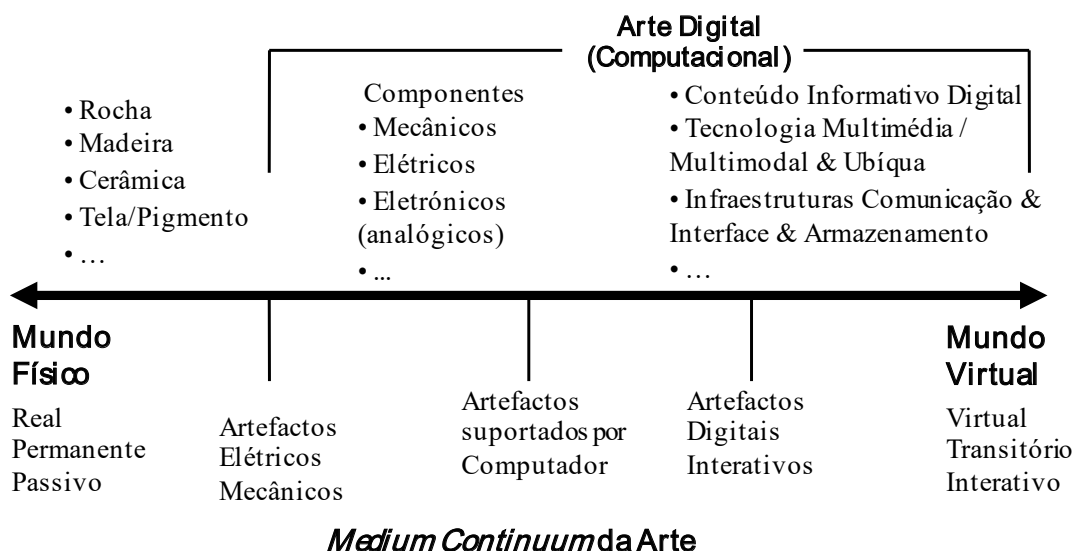 Arte Digital
(Computacional)
• Rocha
• Madeira
• Cerâmica
• Tela/Pigmento
• …
Componentes
• Mecânicos
• Elétricos
• Eletrónicos
(analógicos)
• ...
• Conteúdo Informativo Digital
• Tecnologia Multimédia /
Multimodal & Ubíqua
• Infraestruturas Comunicação &
Interface & Armazenamento
• …
Mundo
Físico
Real
Permanente
Passivo
Artefactos
Elétricos
Mecânicos
Artefactos
suportados por
Computador
Artefactos
Digitais
Interativos
Mundo
Virtual
Virtual
Transitório
Interativo
Medium Continuum da Arte